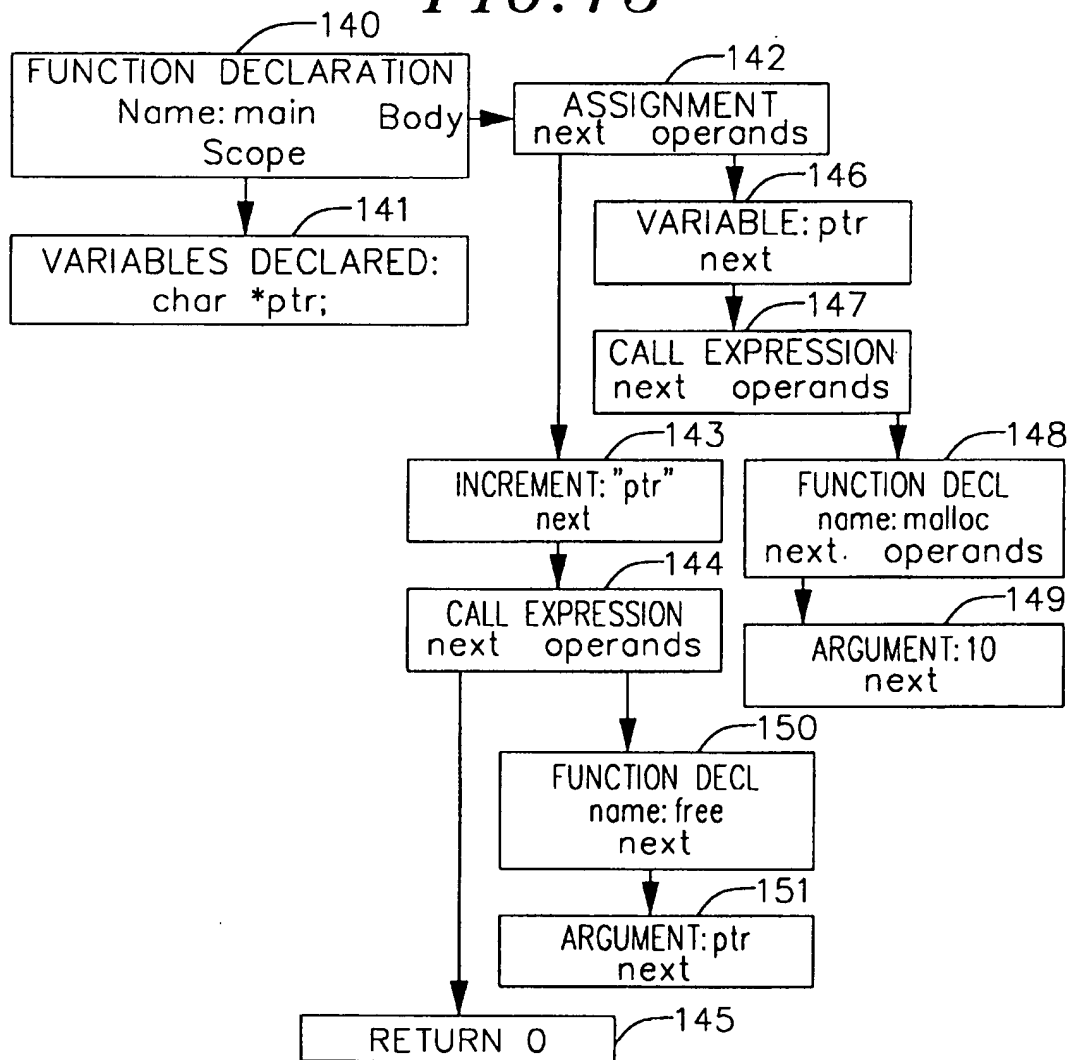 140
FUNCTION DECLARATION
Name: main Body
Scope
142
ASSIGNMENT
next operands
141
VARIABLES DECLARED:
char *ptr;
146
VARIABLE: ptr
next
147
CALL EXPRESSION
next operands
143
INCREMENT: "ptr"
next
148
FUNCTION DECL
name: malloc
next. operands
144
CALL EXPRESSION
next operands
149
ARGUMENT: 10
next
150
FUNCTION DECL
name: free
next
151
ARGUMENT: ptr
next
RETURN 0
145